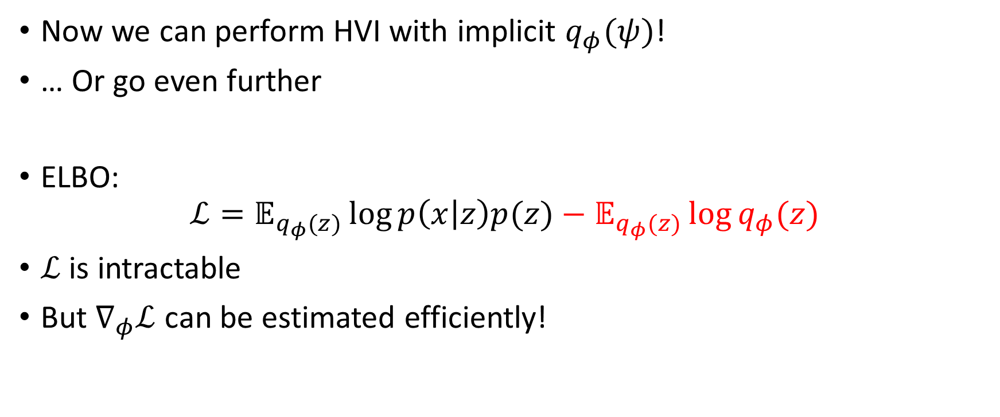 • Now we can perform HVI with implicit $q_\phi(\psi)$!
• … Or go even further
• ELBO:
$\mathcal{L} = \mathbb{E}_{q_\phi(z)} \log p(x|z)p(z) - \mathbb{E}_{q_\phi(z)} \log q_\phi(z)$
• $\mathcal{L}$ is intractable
• But $\nabla_\phi \mathcal{L}$ can be estimated efficiently!